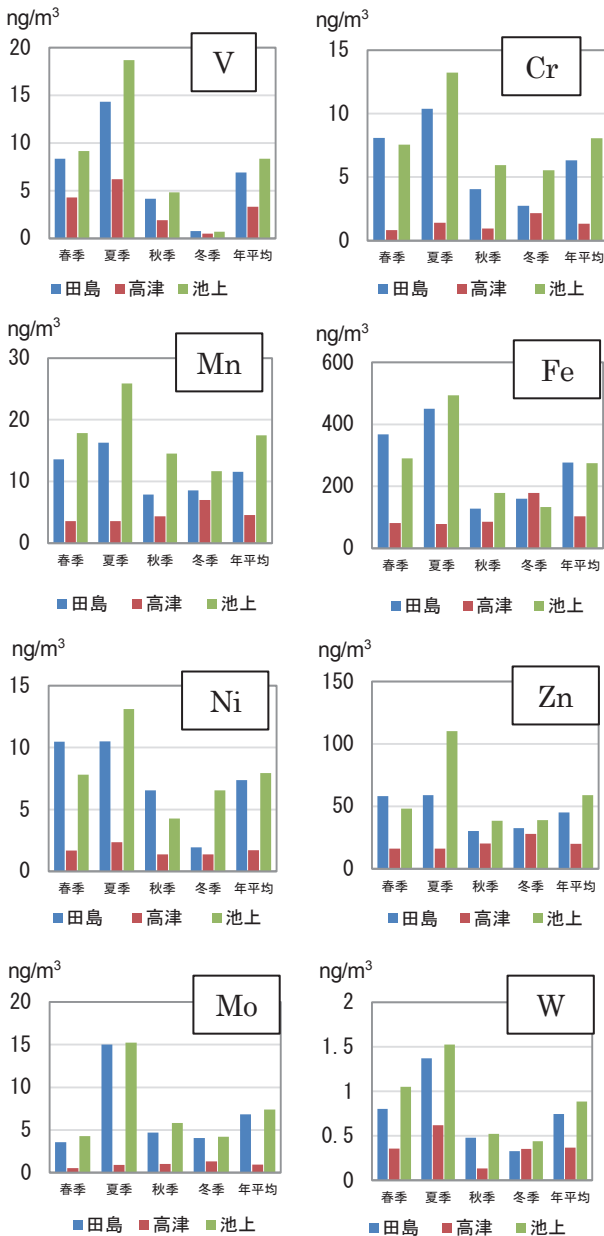 ng/m³
20
V
15
10
5
0
春季 夏季 秋季 冬季 年平均
田島 高津 池上
ng/m³
15
Cr
10
5
0
春季 夏季 秋季 冬季 年平均
田島 高津 池上
ng/m³
30
Mn
20
10
0
春季 夏季 秋季 冬季 年平均
田島 高津 池上
ng/m³
600
Fe
400
200
0
春季 夏季 秋季 冬季 年平均
田島 高津 池上
ng/m³
15
Ni
10
5
0
春季 夏季 秋季 冬季 年平均
田島 高津 池上
ng/m³
150
Zn
100
50
0
春季 夏季 秋季 冬季 年平均
田島 高津 池上
ng/m³
20
Mo
15
10
5
0
春季 夏季 秋季 冬季 年平均
田島 高津 池上
ng/m³
2
W
1.5
1
0.5
0
春季 夏季 秋季 冬季 年平均
田島 高津 池上